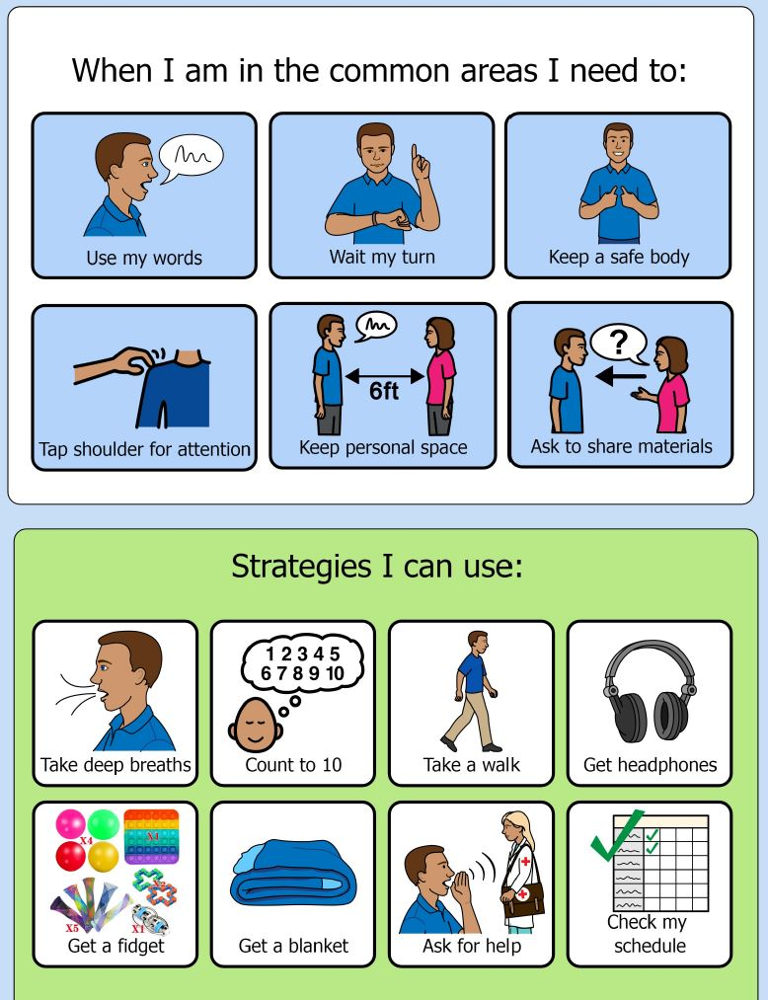 When I am in the common areas I need to:
Use my words
Wait my turn
Keep a safe body
6ft
Tap shoulder for attention
Keep personal space
?
Ask to share materials
Strategies I can use:
1 2 3 4 5
6 7 8 9 10
Take deep breaths
Count to 10
Take a walk
Get headphones
X4
X1
X2
X5
X1
Get a fidget
Get a blanket
Ask for help
Check my
schedule